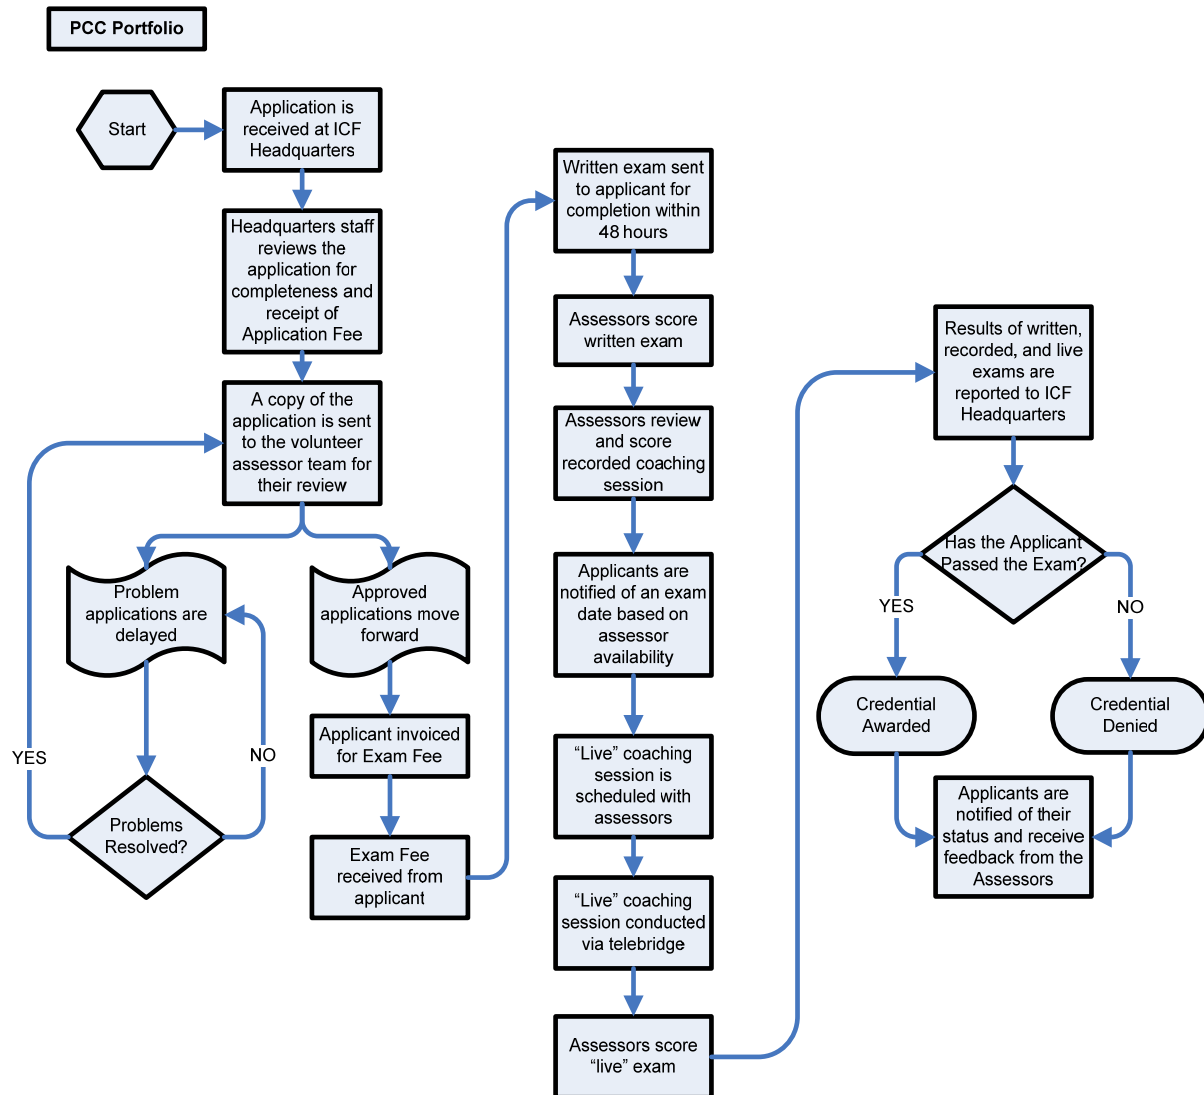 PCC Portfolio
Start
Application is
received at ICF
Headquarters
Headquarters staff
reviews the
application for
completeness and
receipt of
Application Fee
A copy of the
application is sent
to the volunteer
assessor team for
their review
Problem
applications are
delayed
Approved
applications move
forward
YES
NO
Problems
Resolved?
Applicant invoiced
for Exam Fee
Exam Fee
received from
applicant
Written exam sent
to applicant for
completion within
48 hours
Assessors score
written exam
Assessors review
and score
recorded coaching
session
Applicants are
notified of an exam
date based on
assessor
availability
“Live” coaching
session is
scheduled with
assessors
“Live” coaching
session conducted
via telebridge
Assessors score
“live” exam
Results of written,
recorded, and live
exams are
reported to ICF
Headquarters
Has the Applicant
Passed the Exam?
YES
NO
Credential
Awarded
Credential
Denied
Applicants are
notified of their
status and receive
feedback from the
Assessors